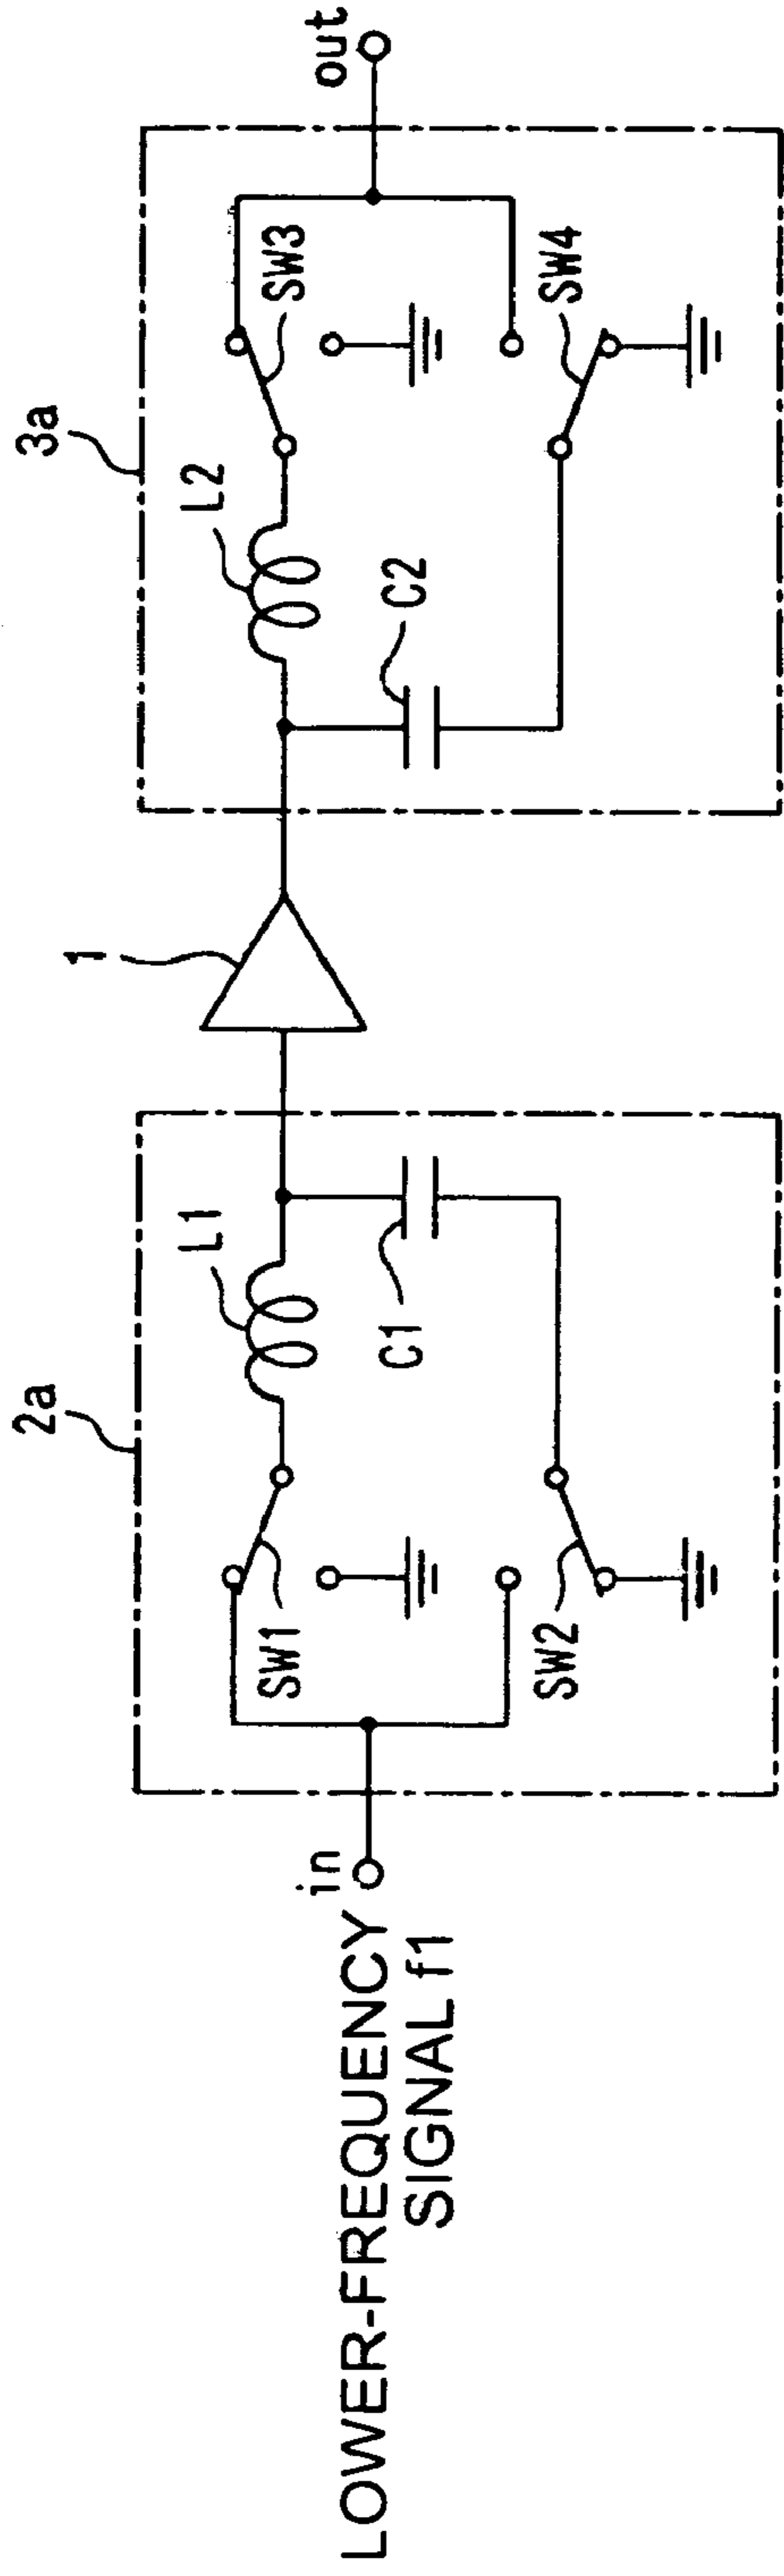 LOWER-FREQUENCY
SIGNAL f1
in
2a
SW1
L1
C1
SW2
1
3a
L2
C2
SW3
SW4
out